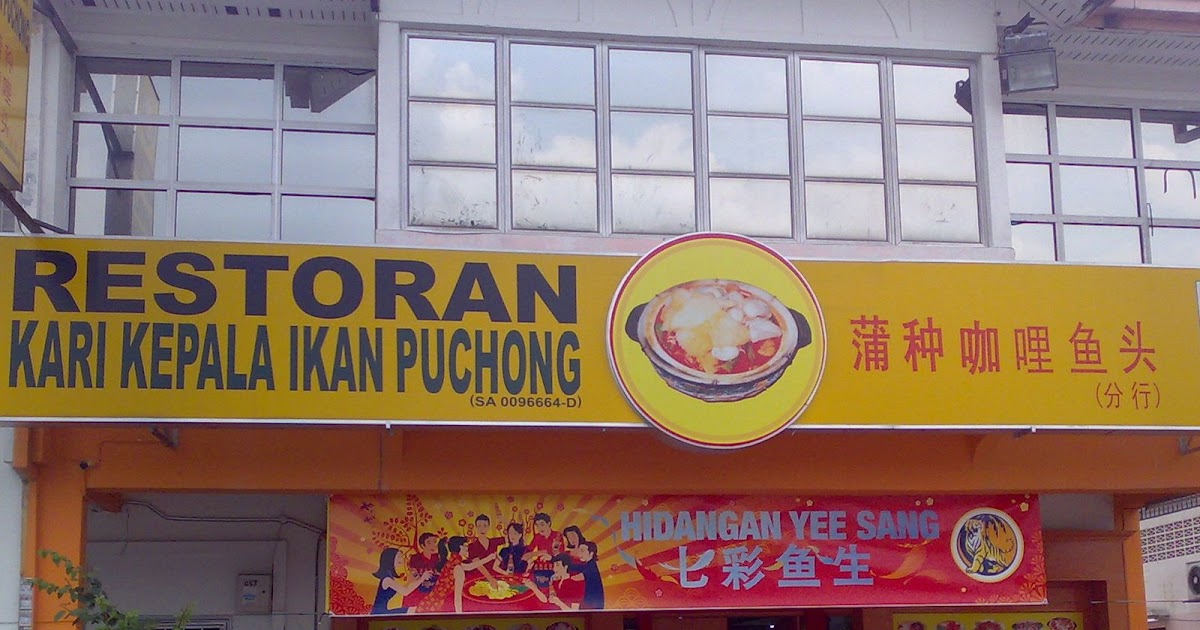 RESTORAN
KARI KEPALA IKAN PUCHONG
(SA 0096664-D)
蒲种咖哩鱼头
(分行)
HIDANGAN YEE SANG
七彩鱼生